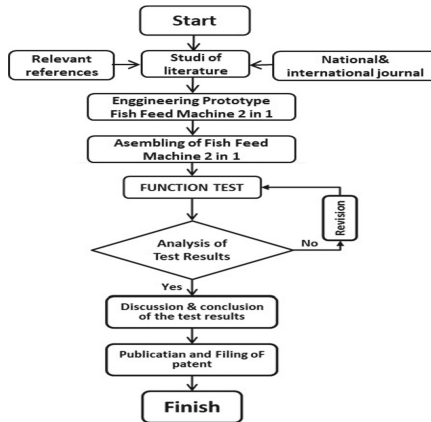 Start
Relevant
references
Studi of
literature
National&
international journal
Enggineering Prototype
Fish Feed Machine 2 in 1
Asembling of Fish Feed
Machine 2 in 1
FUNCTION TEST
Revision
Analysis of
Test Results
No
Yes
Discussion & conclusion
of the test results
Publicatian and Filing of
patent
Finish